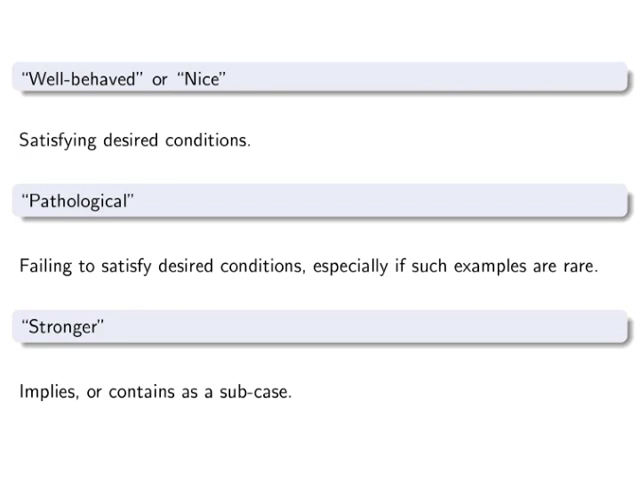 “Well-behaved” or “Nice”
Satisfying desired conditions.
“Pathological”
Failing to satisfy desired conditions, especially if such examples are rare.
“Stronger”
Implies, or contains as a sub-case.